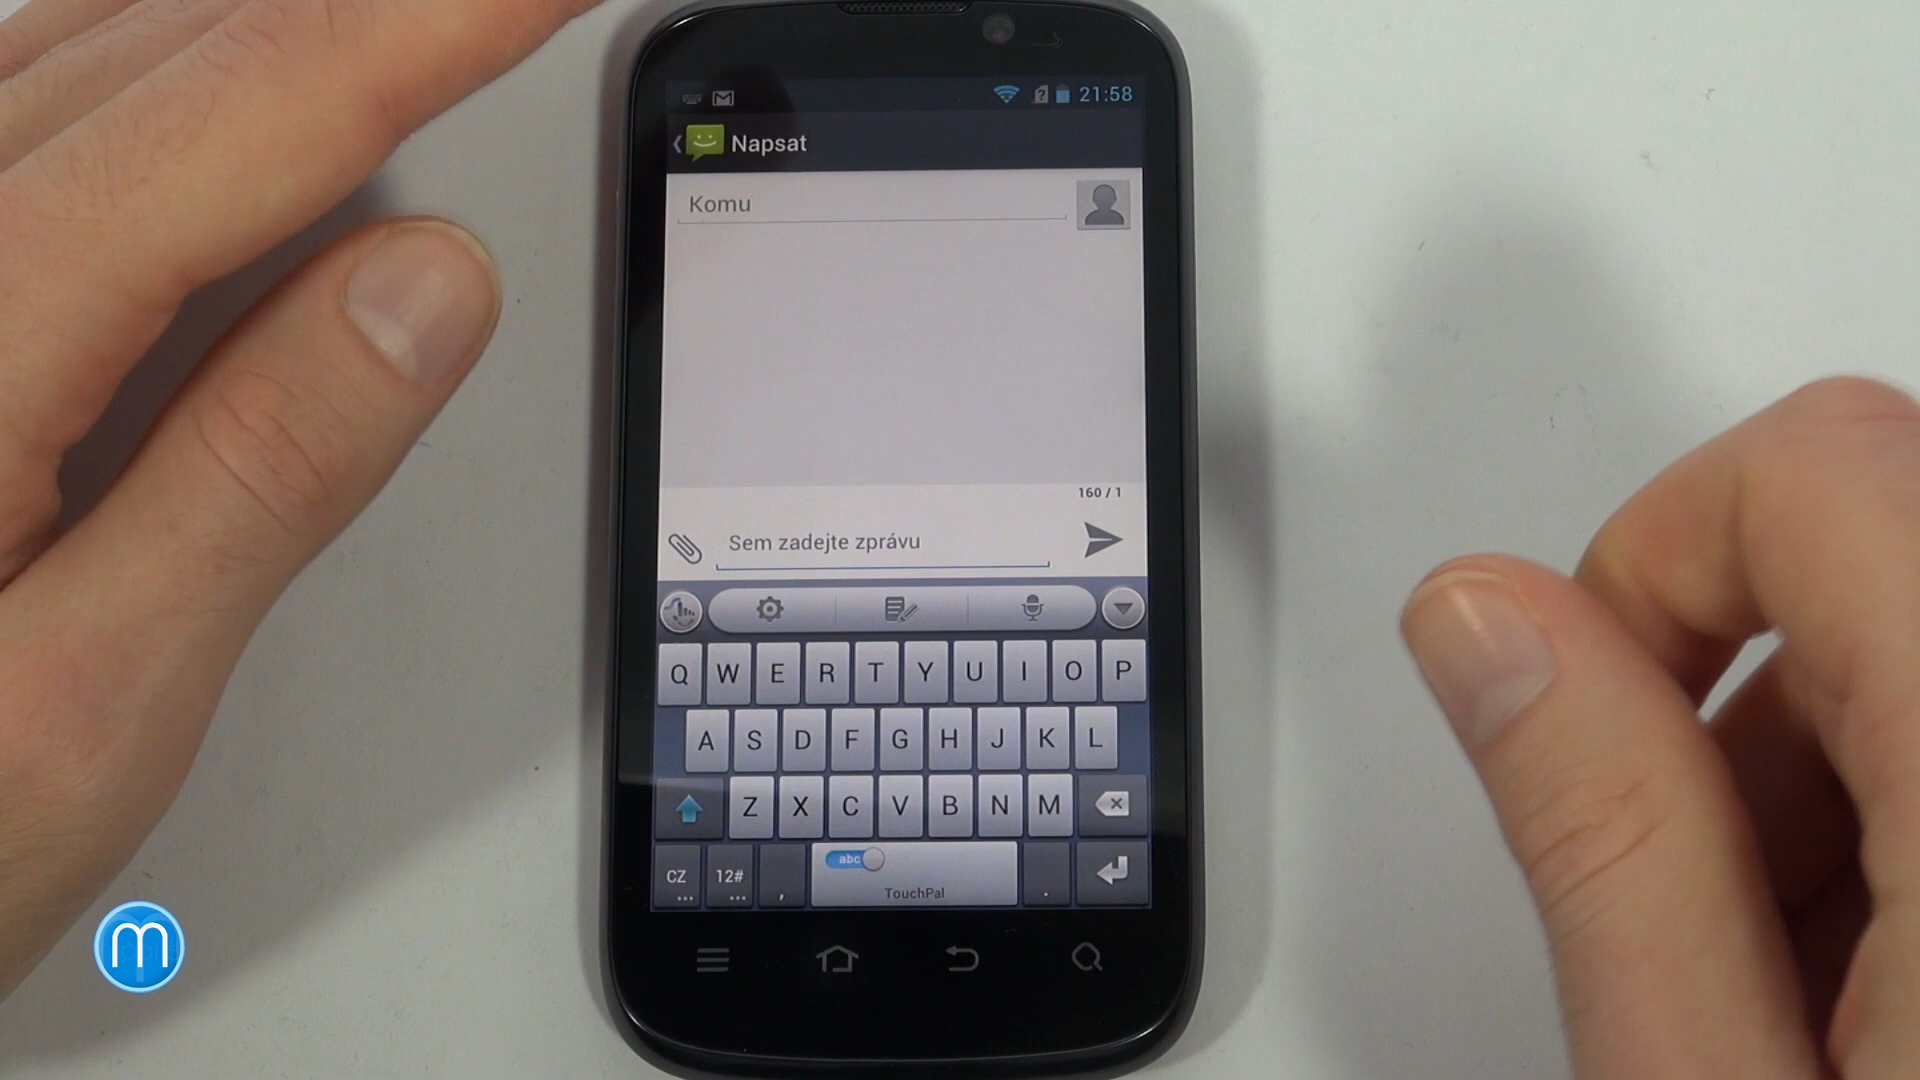 21:58
Napsat
Komu
160 / 1
Sem zadejte zprávu
Q W E R T Y U I O P
A S D F G H J K L
Z X C V B N M
CZ ... 12# ... , abc TouchPal .
m